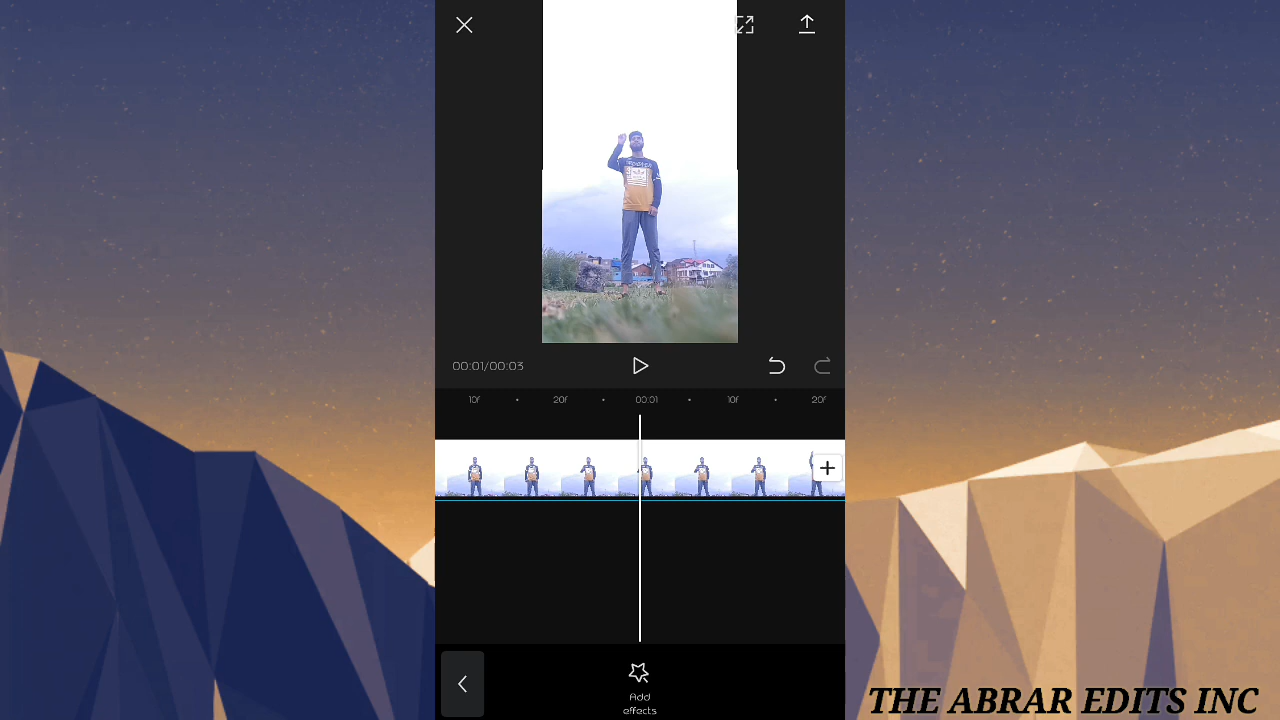 00:01/00:03
10f
20f
00:01
10f
20f
Add
effects
THE ABRAR EDITS INC